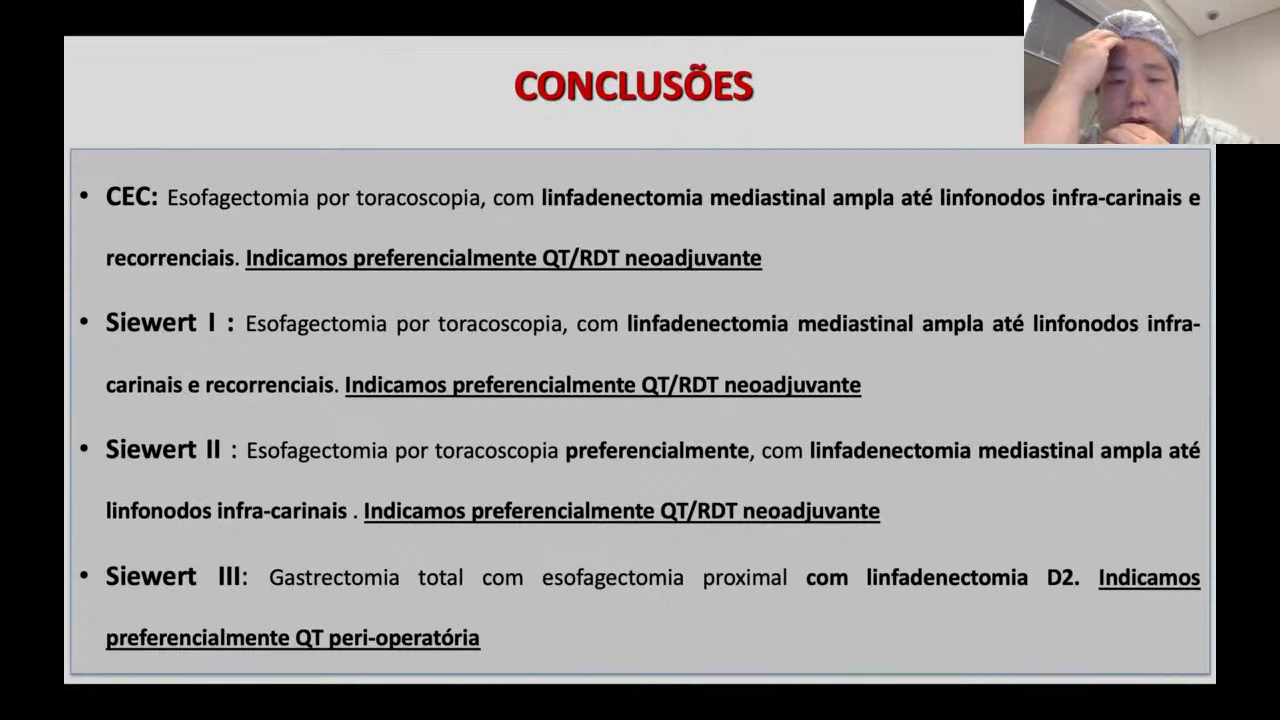 CONCLUSÕES
• CEC: Esofagectomia por toracoscopia, com linfadenectomia mediastinal ampla até linfonodos infra-carinais e
recorrenciais. Indicamos preferencialmente QT/RDT neoadjuvante
• Siewert I : Esofagectomia por toracoscopia, com linfadenectomia mediastinal ampla até linfonodos infra-
carinais e recorrenciais. Indicamos preferencialmente QT/RDT neoadjuvante
• Siewert II : Esofagectomia por toracoscopia preferencialmente, com linfadenectomia mediastinal ampla até
linfonodos infra-carinais . Indicamos preferencialmente QT/RDT neoadjuvante
• Siewert III: Gastrectomia total com esofagectomia proximal com linfadenectomia D2. Indicamos
preferencialmente QT peri-operatória